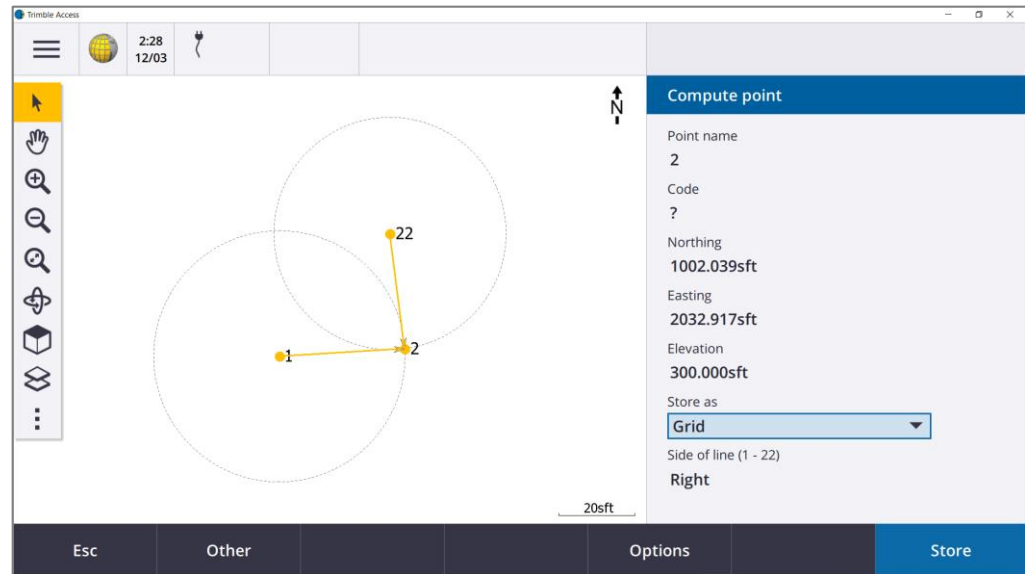 Trimble Access
2:28
12/03
N
22
1
2
20sft
Compute point
Point name
2
Code
?
Northing
1002.039sft
Easting
2032.917sft
Elevation
300.000sft
Store as
Grid
Side of line (1 - 22)
Right
Esc
Other
Options
Store